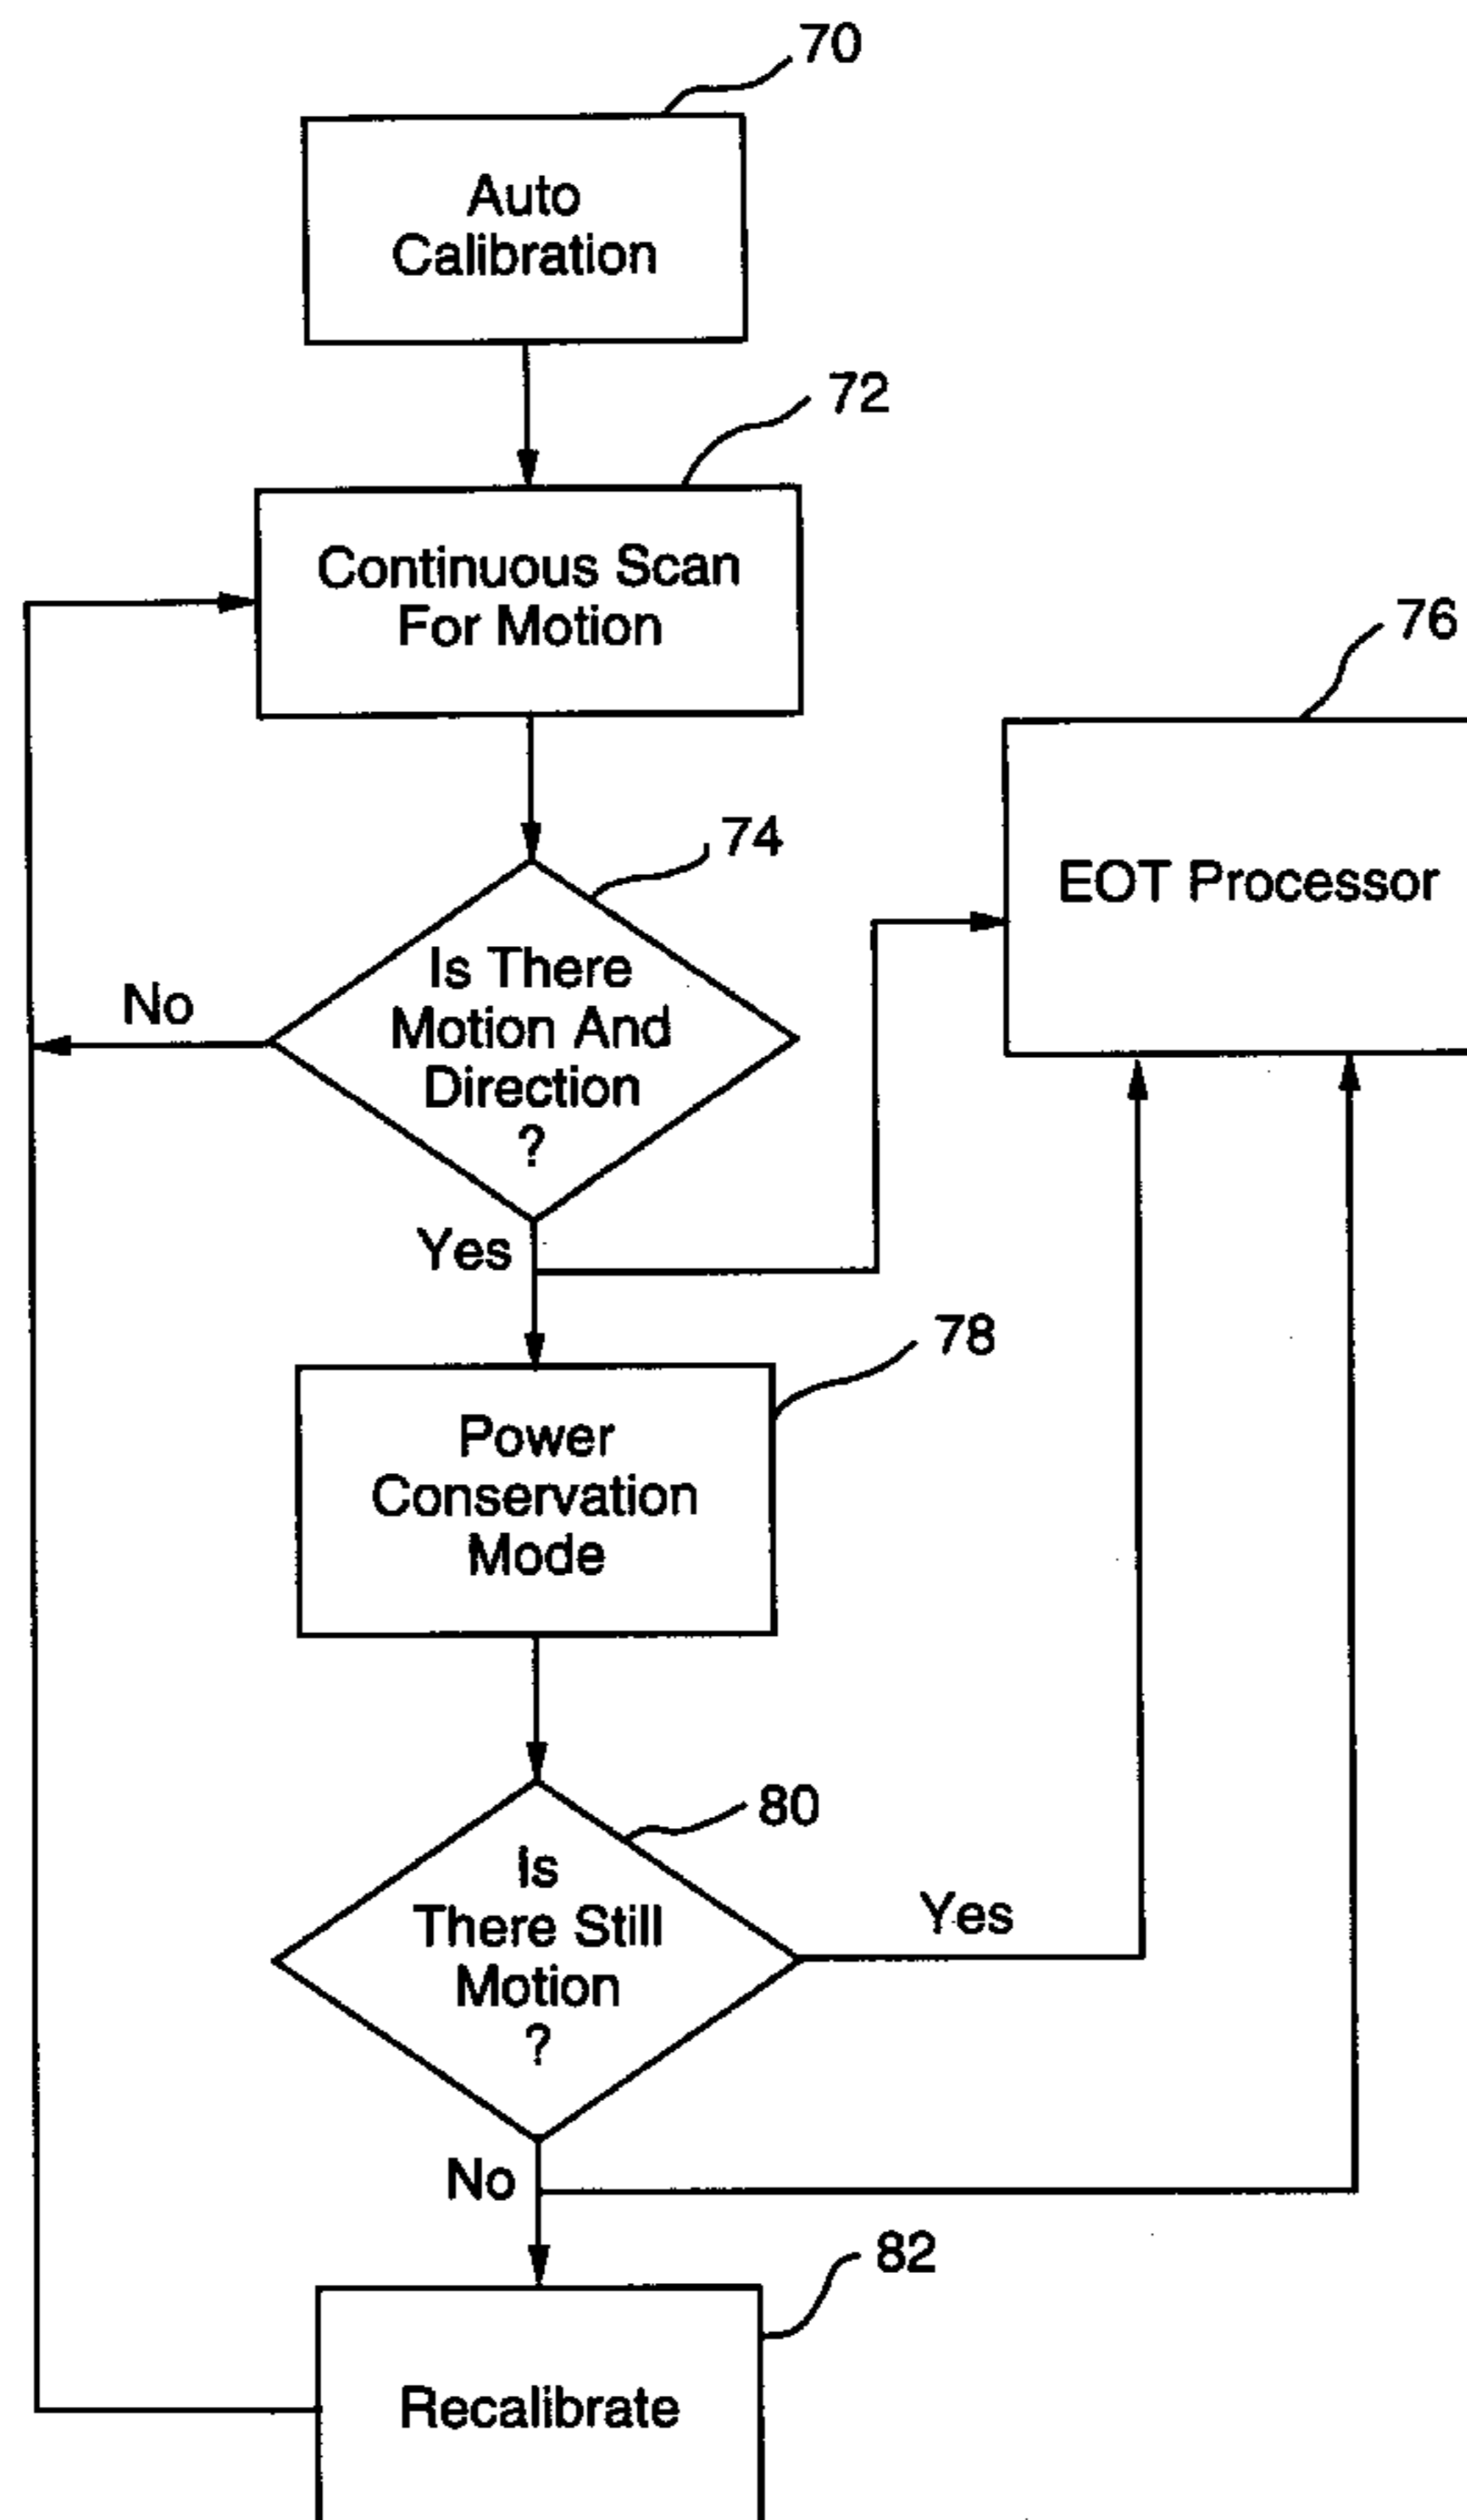 70
Auto
Calibration
72
Continuous Scan
For Motion
76
EOT Processor
74
Is There
Motion And
Direction
?
No
Yes
78
Power
Conservation
Mode
80
Is
There Still
Motion
?
Yes
No
82
Recalibrate